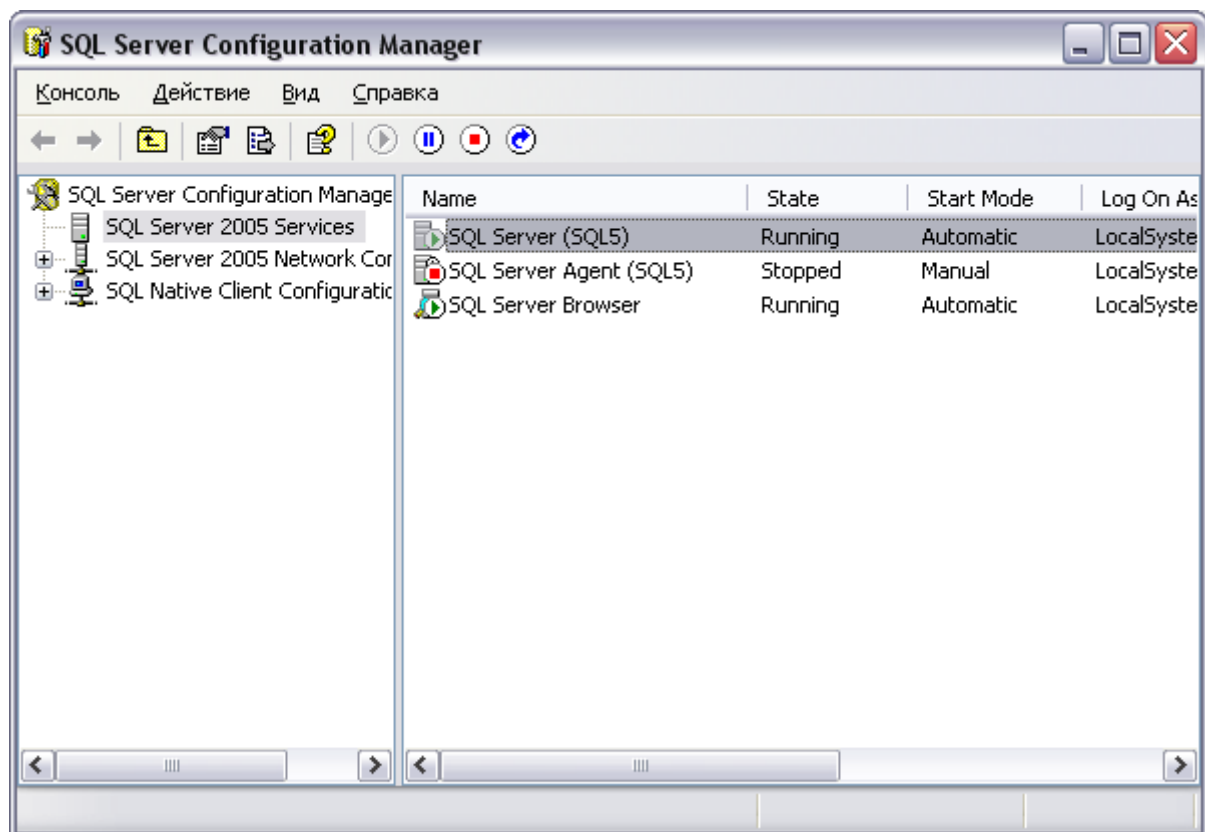 SQL Server Configuration Manager
Консоль Действие Вид Справка
SQL Server Configuration Manage
SQL Server 2005 Services
SQL Server 2005 Network Cor
SQL Native Client Configuratic
Name State Start Mode Log On As
SQL Server (SQL5) Running Automatic LocalSyste
SQL Server Agent (SQL5) Stopped Manual LocalSyste
SQL Server Browser Running Automatic LocalSyste